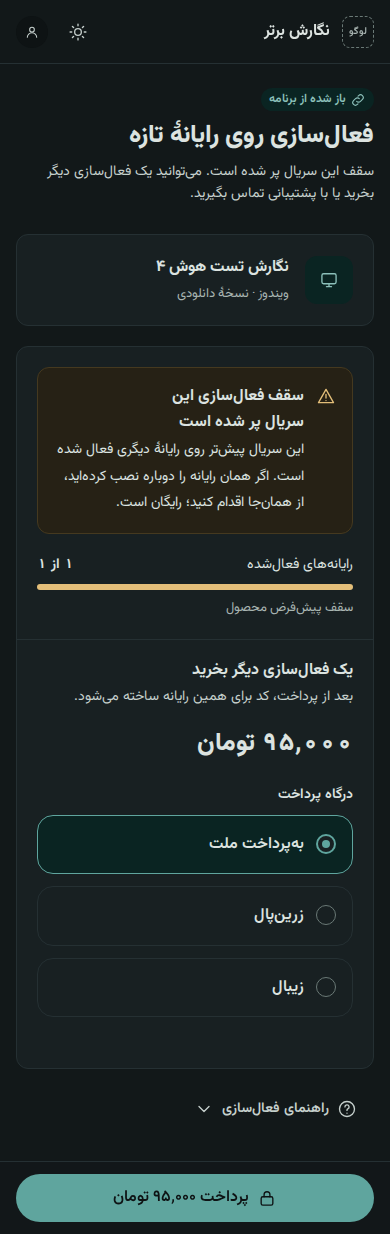 لوگو
نگارش برتر
باز شده از برنامه
فعال‌سازی روی رایانهٔ تازه
سقف این سریال پر شده است. می‌توانید یک فعال‌سازی دیگر
بخرید یا با پشتیبانی تماس بگیرید.
نگارش تست هوش ۴
ویندوز · نسخهٔ دانلودی
سقف فعال‌سازی این
سریال پر شده است
این سریال پیش‌تر روی رایانهٔ دیگری فعال شده
است. اگر همان رایانه را دوباره نصب کرده‌اید،
از همان‌جا اقدام کنید؛ رایگان است.
رایانه‌های فعال‌شده
۱ از ۱
سقف پیش‌فرض محصول
یک فعال‌سازی دیگر بخرید
بعد از پرداخت، کد برای همین رایانه ساخته می‌شود.
۹۵,۰۰۰ تومان
درگاه پرداخت
به‌پرداخت ملت
زرین‌پال
زیبال
راهنمای فعال‌سازی
پرداخت ۹۵,۰۰۰ تومان